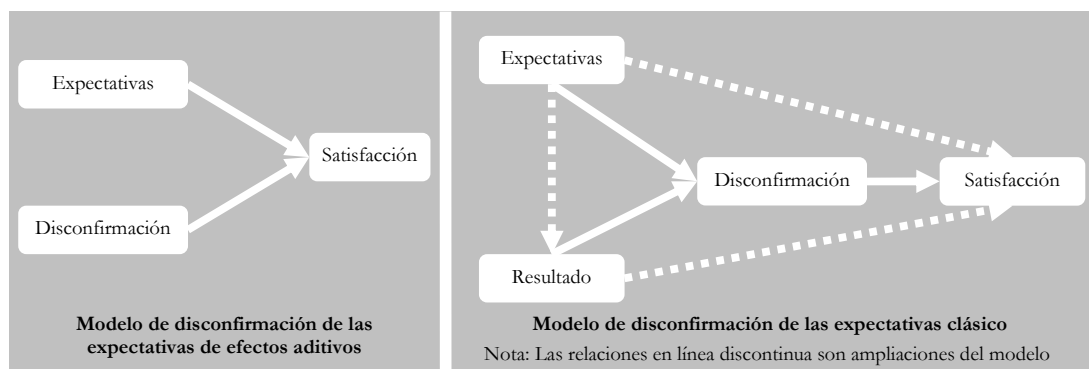 Expectativas
Satisfacción
Disconfirmación
Modelo de disconfirmación de las
expectativas de efectos aditivos
Expectativas
Disconfirmación
Satisfacción
Resultado
Modelo de disconfirmación de las expectativas clásico
Nota: Las relaciones en línea discontinua son ampliaciones del modelo